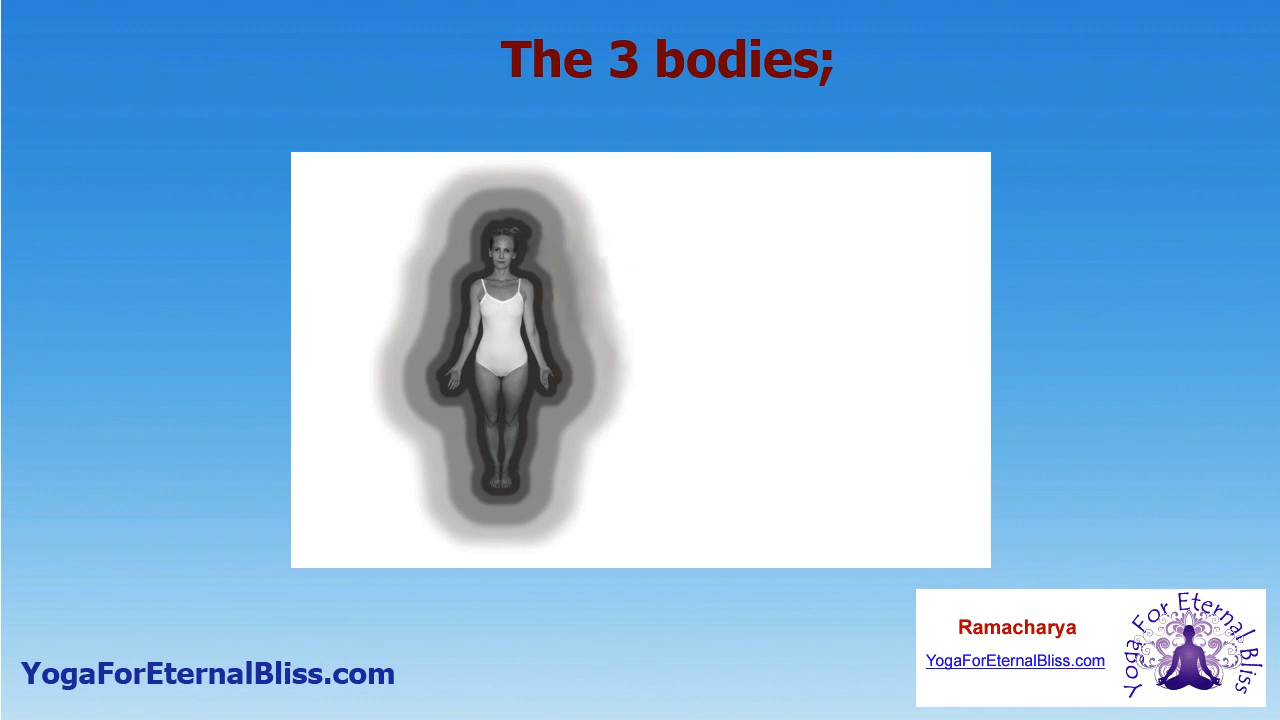 The 3 bodies;
YogaForEternalBliss.com
Ramacharya
YogaForEternalBliss.com
Yoga For Eternal Bliss